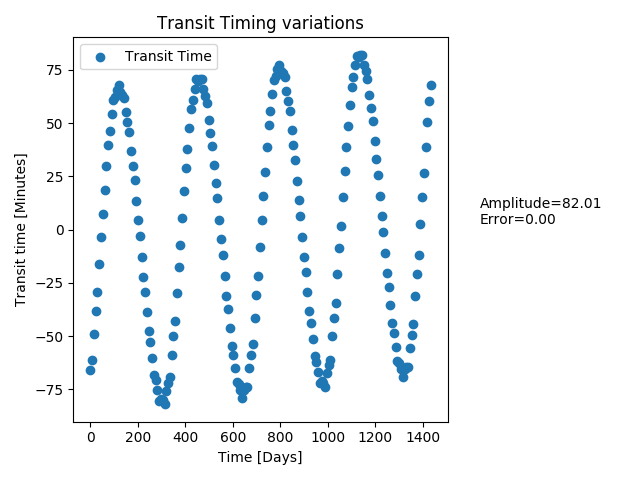 Transit Timing variations
Transit Time
Transit time [Minutes]
75
50
25
0
−25
−50
−75
0 200 400 600 800 1000 1200 1400
Time [Days]
Amplitude=82.01
Error=0.00